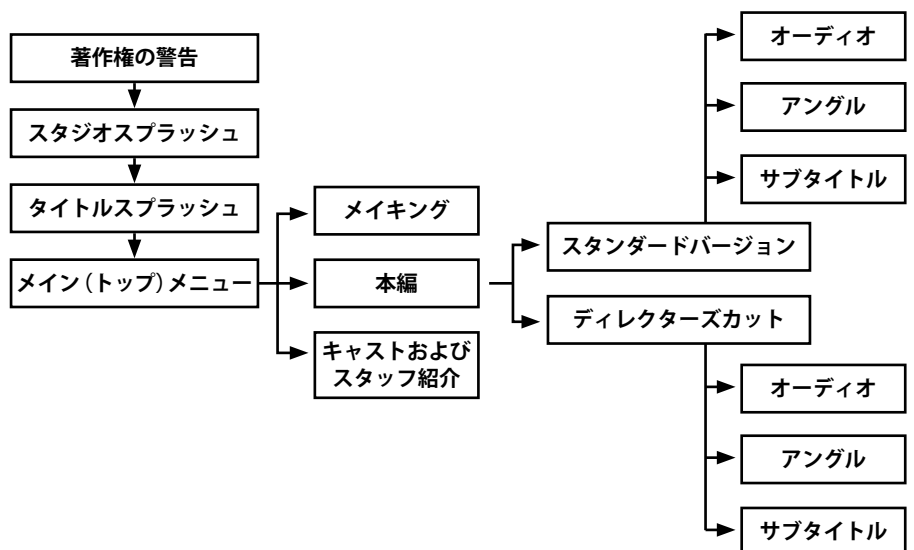 著作権の警告
スタジオスプラッシュ
タイトルスプラッシュ
メイン（トップ）メニュー
メイキング
本編
キャストおよび
スタッフ紹介
スタンダードバージョン
オーディオ
アングル
サブタイトル
ディレクターズカット
オーディオ
アングル
サブタイトル